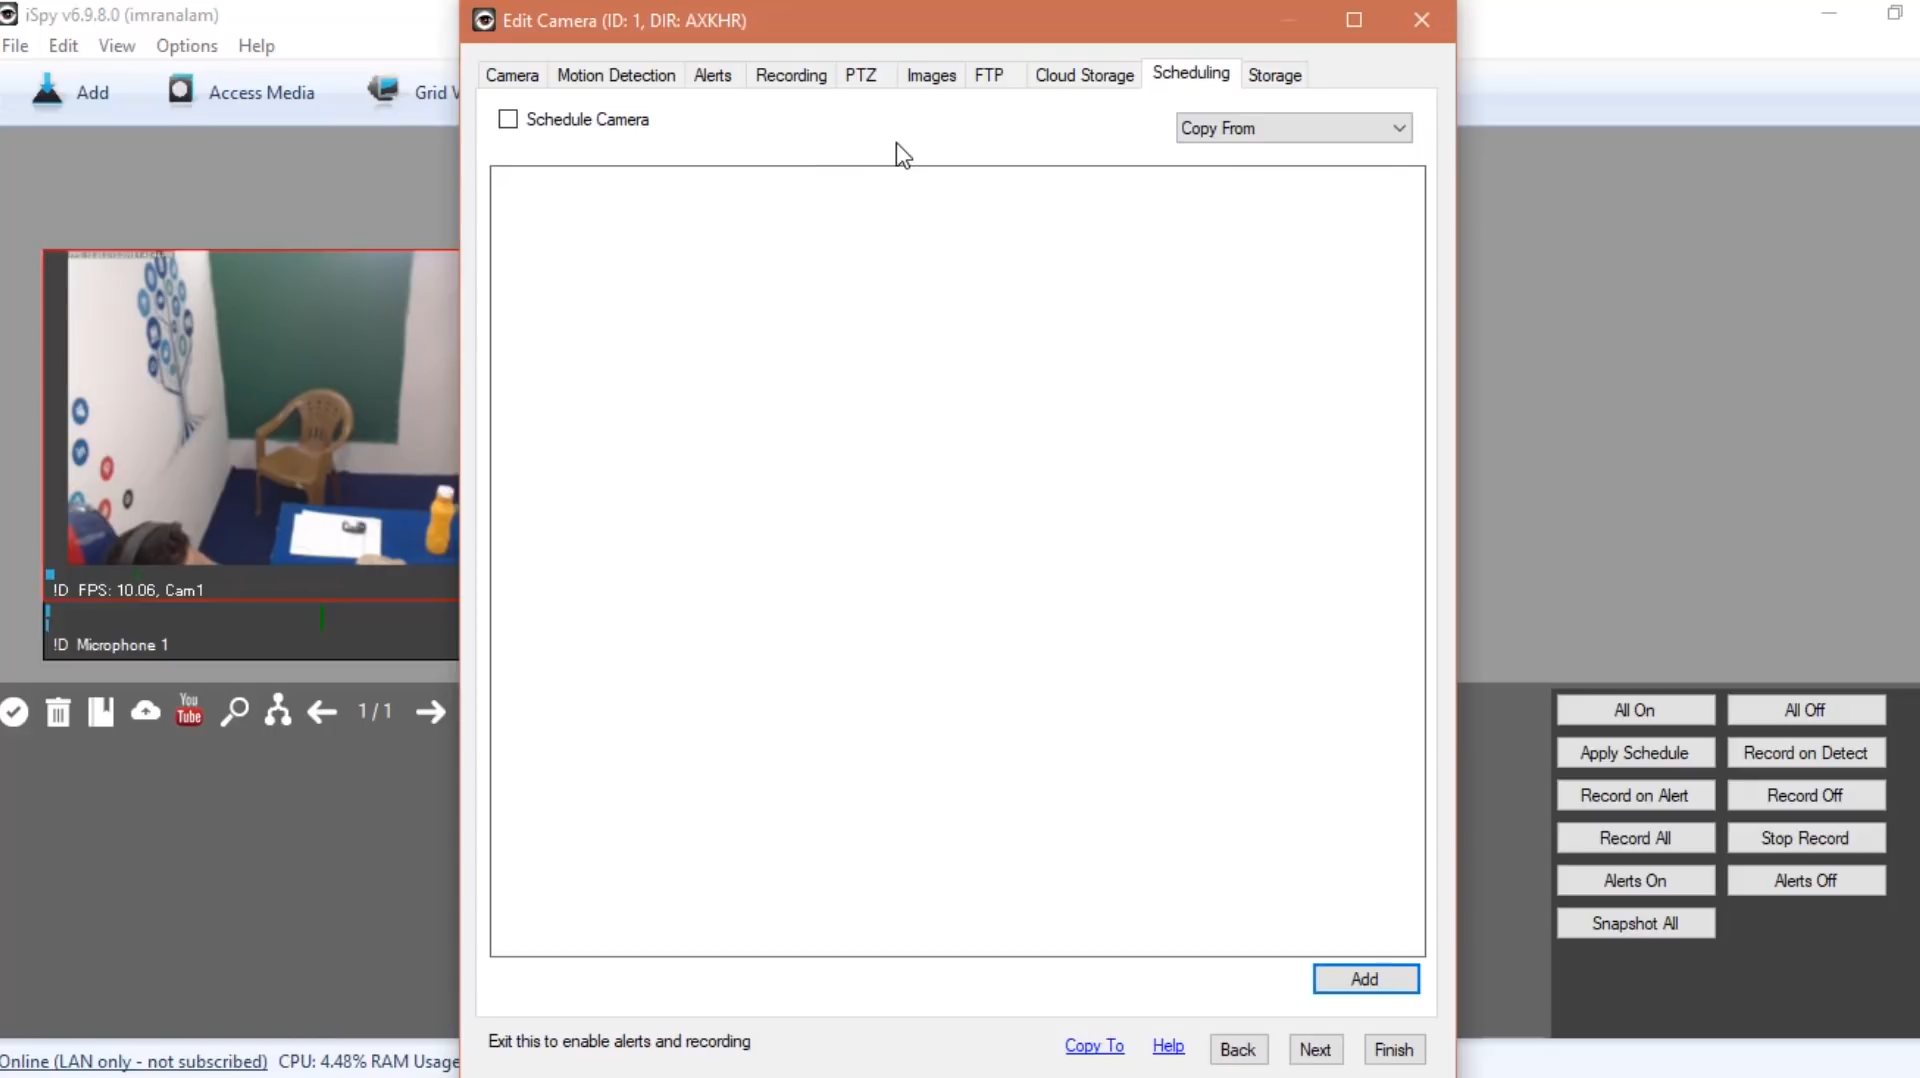 iSpy v6.9.8.0 (imranalam)
File Edit View Options Help
Add Access Media Grid V
Edit Camera (ID: 1, DIR: AXKHR)
Camera Motion Detection Alerts Recording PTZ Images FTP Cloud Storage Scheduling Storage
Schedule Camera
Copy From
!D FPS: 10.06, Cam1
!D Microphone 1
You Tube
1/1
All On All Off
Apply Schedule Record on Detect
Record on Alert Record Off
Record All Stop Record
Alerts On Alerts Off
Snapshot All
Add
Exit this to enable alerts and recording
Copy To Help Back Next Finish
Online (LAN only - not subscribed) CPU: 4.48% RAM Usage